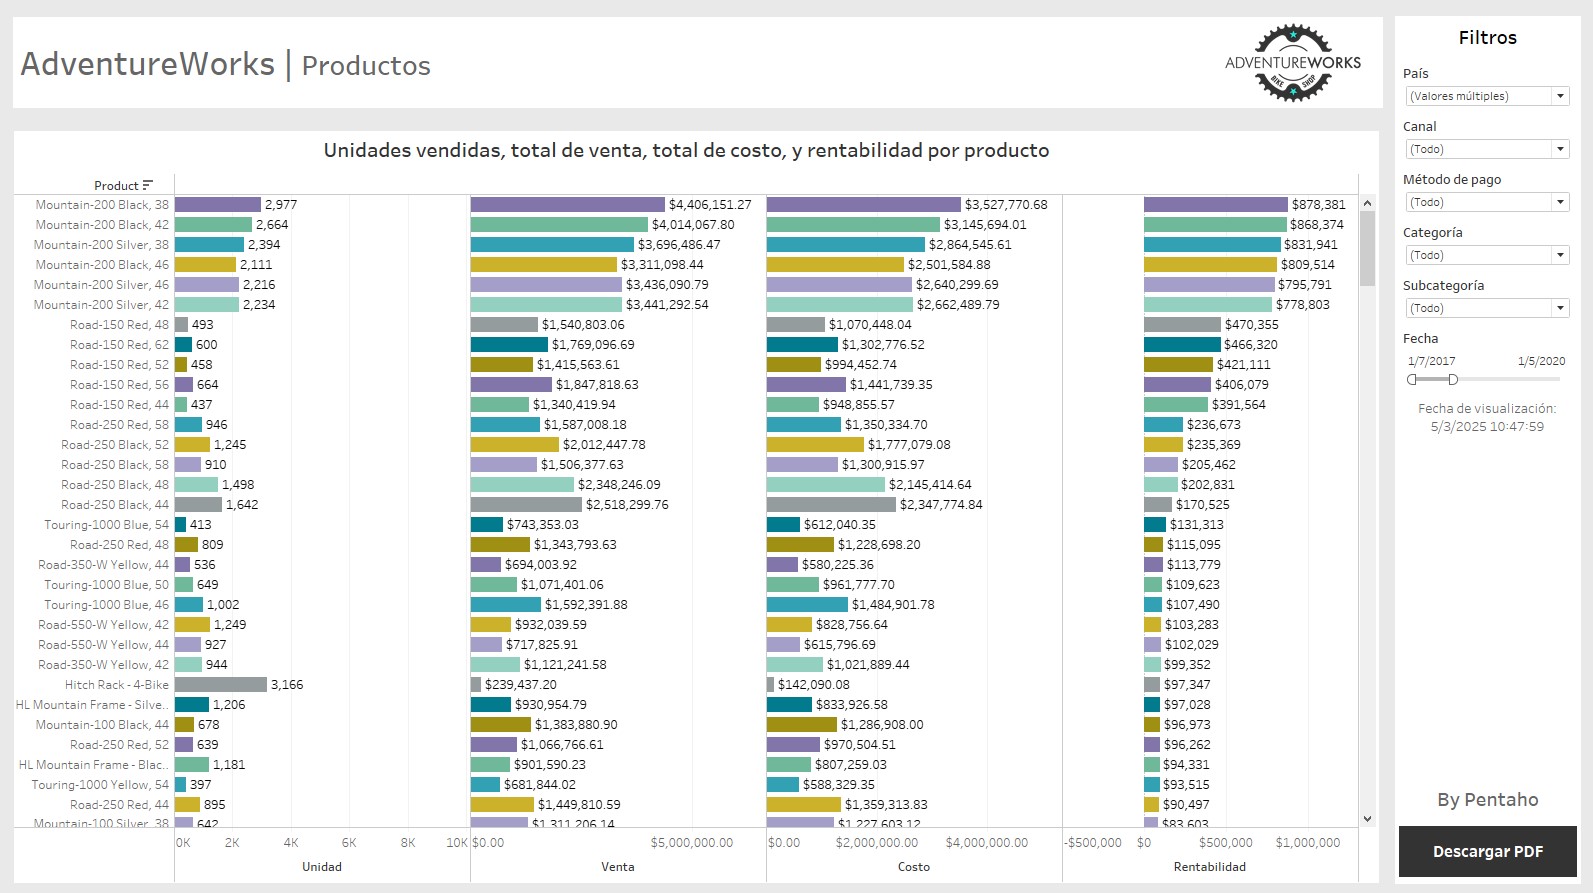 AdventureWorks | Productos
ADVENTUREWORKS
BIKE SHOP
Unidades vendidas, total de venta, total de costo, y rentabilidad por producto
Product
Mountain-200 Black, 38 2,977 $4,406,151.27 $3,527,770.68 $878,381
Mountain-200 Black, 42 2,664 $4,014,067.80 $3,145,694.01 $868,374
Mountain-200 Silver, 38 2,394 $3,696,486.47 $2,864,545.61 $831,941
Mountain-200 Black, 46 2,111 $3,311,098.44 $2,501,584.88 $809,514
Mountain-200 Silver, 46 2,216 $3,436,090.79 $2,640,299.69 $795,791
Mountain-200 Silver, 42 2,234 $3,441,292.54 $2,662,489.79 $778,803
Road-150 Red, 48 493 $1,540,803.06 $1,070,448.04 $470,355
Road-150 Red, 62 600 $1,769,096.69 $1,302,776.52 $466,320
Road-150 Red, 52 458 $1,415,563.61 $994,452.74 $421,111
Road-150 Red, 56 664 $1,847,818.63 $1,441,739.35 $406,079
Road-150 Red, 44 437 $1,340,419.94 $948,855.57 $391,564
Road-250 Red, 58 946 $1,587,008.18 $1,350,334.70 $236,673
Road-250 Black, 52 1,245 $2,012,447.78 $1,777,079.08 $235,369
Road-250 Black, 58 910 $1,506,377.63 $1,300,915.97 $205,462
Road-250 Black, 48 1,498 $2,348,246.09 $2,145,414.64 $202,831
Road-250 Black, 44 1,642 $2,518,299.76 $2,347,774.84 $170,525
Touring-1000 Blue, 54 413 $743,353.03 $612,040.35 $131,313
Road-250 Red, 48 809 $1,343,793.63 $1,228,698.20 $115,095
Road-350-W Yellow, 44 536 $694,003.92 $580,225.36 $113,779
Touring-1000 Blue, 50 649 $1,071,401.06 $961,777.70 $109,623
Touring-1000 Blue, 46 1,002 $1,592,391.88 $1,484,901.78 $107,490
Road-550-W Yellow, 42 1,249 $932,039.59 $828,756.64 $103,283
Road-550-W Yellow, 44 927 $717,825.91 $615,796.69 $102,029
Road-350-W Yellow, 42 944 $1,121,241.58 $1,021,889.44 $99,352
Hitch Rack - 4-Bike 3,166 $239,437.20 $142,090.08 $97,347
HL Mountain Frame - Silve.. 1,206 $930,954.79 $833,926.58 $97,028
Mountain-100 Black, 44 678 $1,383,880.90 $1,286,908.00 $96,973
Road-250 Red, 52 639 $1,066,766.61 $970,504.51 $96,262
HL Mountain Frame - Blac.. 1,181 $901,590.23 $807,259.03 $94,331
Touring-1000 Yellow, 54 397 $681,844.02 $588,329.35 $93,515
Road-250 Red, 44 895 $1,449,810.59 $1,359,313.83 $90,497
Mountain-100 Silver, 38 642 $1,311,206.14 $1,227,603.12 $83,603
0K 2K 4K 6K 8K 10K $0.00 $5,000,000.00 $0.00 $2,000,000.00 $4,000,000.00 -$500,000 $0 $500,000 $1,000,000
Unidad Venta Costo Rentabilidad
Filtros
País
(Valores múltiples)
Canal
(Todo)
Método de pago
(Todo)
Categoría
(Todo)
Subcategoría
(Todo)
Fecha
1/7/2017 1/5/2020
Fecha de visualización:
5/3/2025 10:47:59
By Pentaho
Descargar PDF